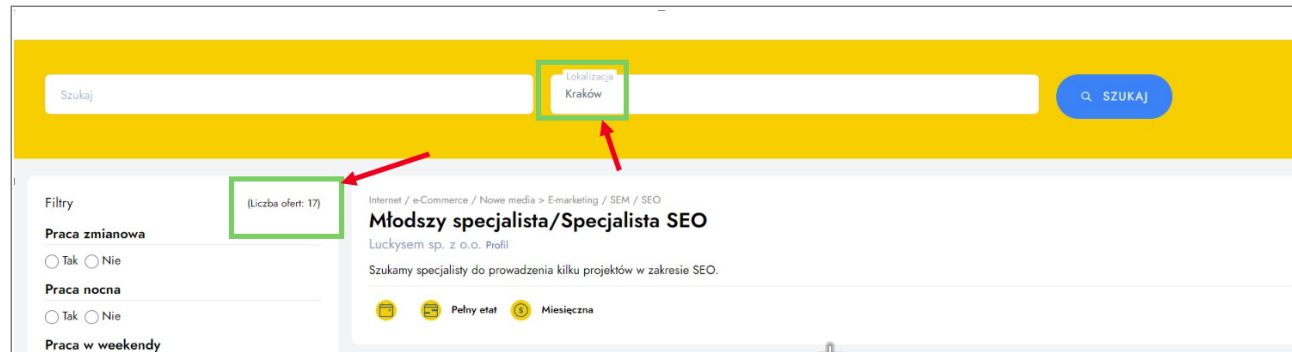 Szukaj
Lokalizacja
Kraków
SZUKAJ
Filtry
(Liczba ofert: 17)
Praca zmianowa
Tak Nie
Praca nocna
Tak Nie
Praca w weekendy
Internet / e-Commerce / Nowe media > E-marketing / SEM / SEO
Młodszy specjalista/Specjalista SEO
Luckysem sp. z o.o. Profil
Szukamy specjalisty do prowadzenia kilku projektów w zakresie SEO.
Pełny etat Miesięczna